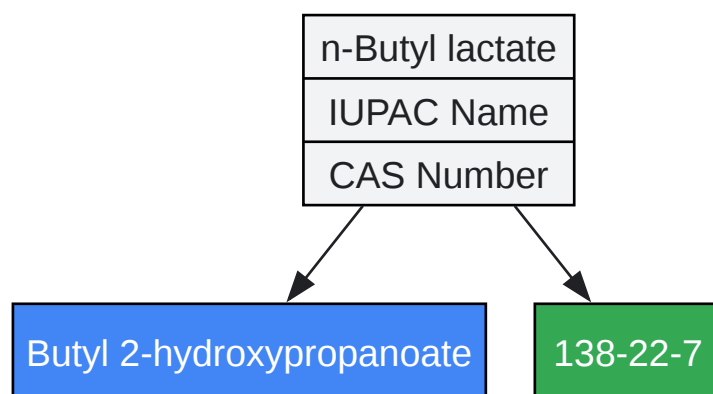 n-Butyl lactate
IUPAC Name
CAS Number
Butyl 2-hydroxypropanoate
138-22-7